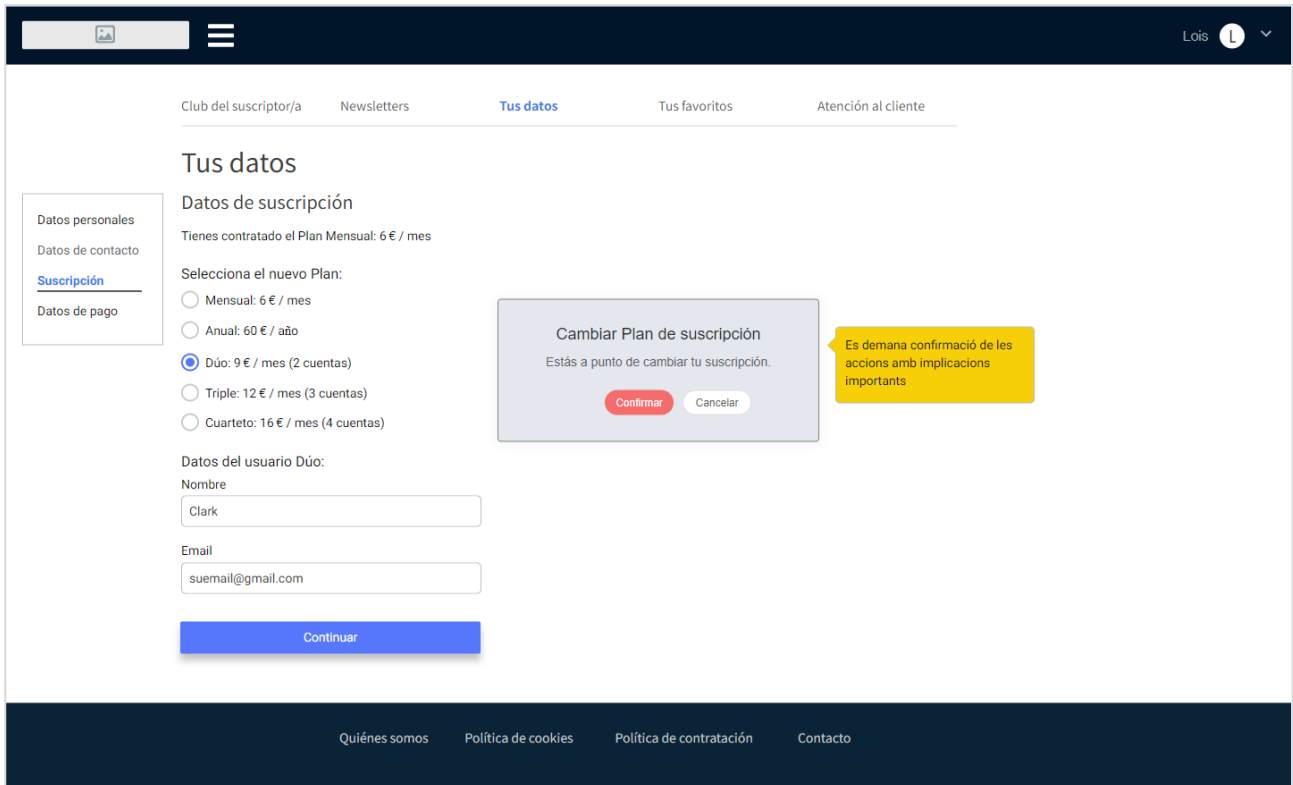 Lois
L
Club del suscriptor/a
Newsletters
Tus datos
Tus favoritos
Atención al cliente
Tus datos
Datos personales
Datos de contacto
Suscripción
Datos de pago
Datos de suscripción
Tienes contratado el Plan Mensual: 6 € / mes
Selecciona el nuevo Plan:
Mensual: 6 € / mes
Anual: 60 € / año
Dúo: 9 € / mes (2 cuentas)
Triple: 12 € / mes (3 cuentas)
Cuarteto: 16 € / mes (4 cuentas)
Datos del usuario Dúo:
Nombre
Clark
Email
suemail@gmail.com
Continuar
Cambiar Plan de suscripción
Estás a punto de cambiar tu suscripción.
Confirmar
Cancelar
Es demana confirmació de les
accions amb implicacions
importants
Quiénes somos
Política de cookies
Política de contratación
Contacto